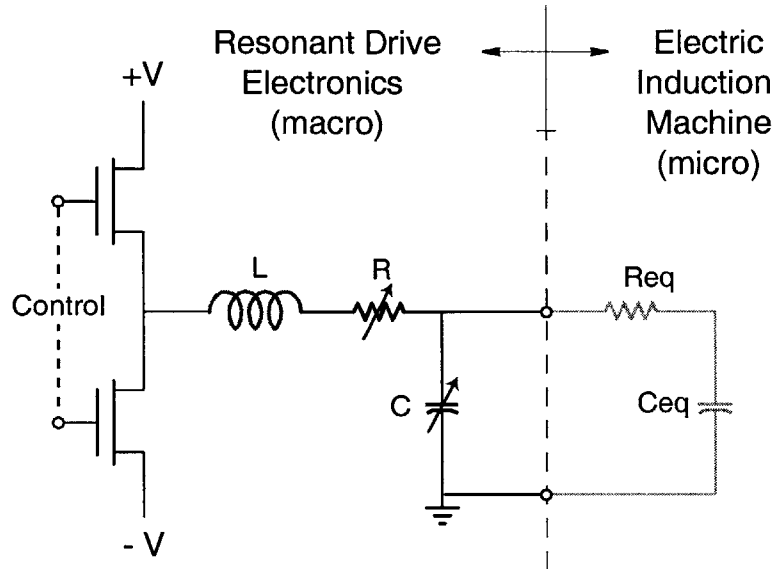 Resonant Drive
Electronics
(macro)
Electric
Induction
Machine
(micro)
+V
L
R
Req
Control
C
Ceq
- V